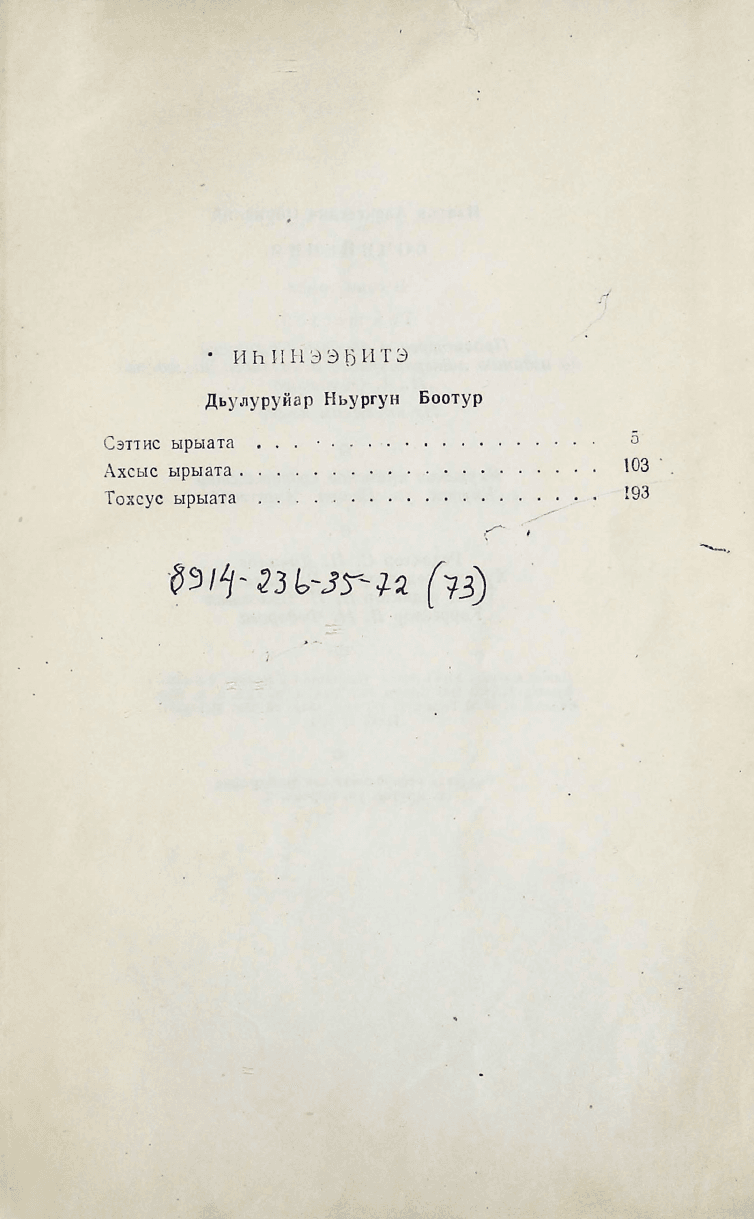 ИҺИНЭЭҔИТЭ
Дьулуруйар Ньургун Боотур
Сэттис ырыата . . . . . . . . . . . . . . . . . . 5
Ахсыс ырыата . . . . . . . . . . . . . . . . . . . 103
Тохсус ырыата . . . . . . . . . . . . . . . . . . 193
8914-236-35-72 (73)